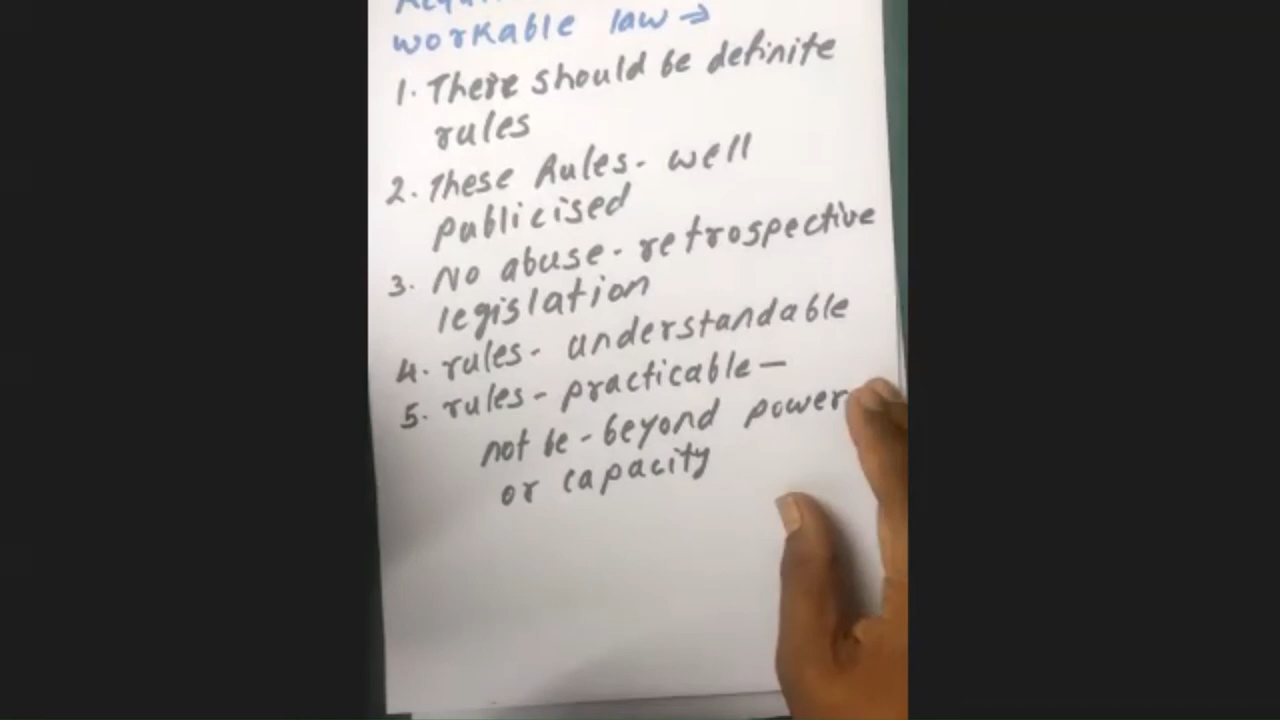 workable law →
1. There should be definite
rules
2. These Rules - well
publicised
3. No abuse - retrospective
legislation
4. rules - understandable
5. rules - practicable -
not be - beyond power
or capacity